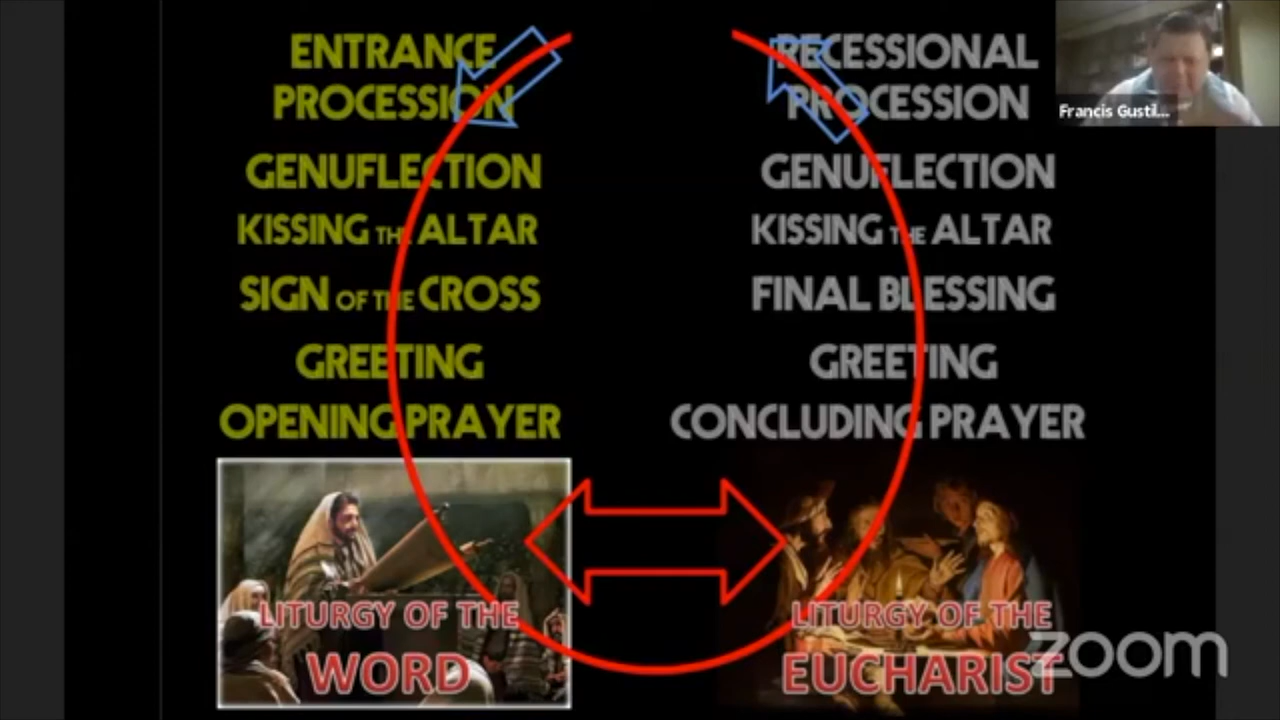 ENTRANCE
PROCESSION
GENUFLECTION
KISSING THE ALTAR
SIGN OF THE CROSS
GREETING
OPENING PRAYER
LITURGY OF THE
WORD
RECESSIONAL
PROCESSION
GENUFLECTION
KISSING THE ALTAR
FINAL BLESSING
GREETING
CONCLUDING PRAYER
LITURGY OF THE
EUCHARIST
Francis Gustil...
zoom